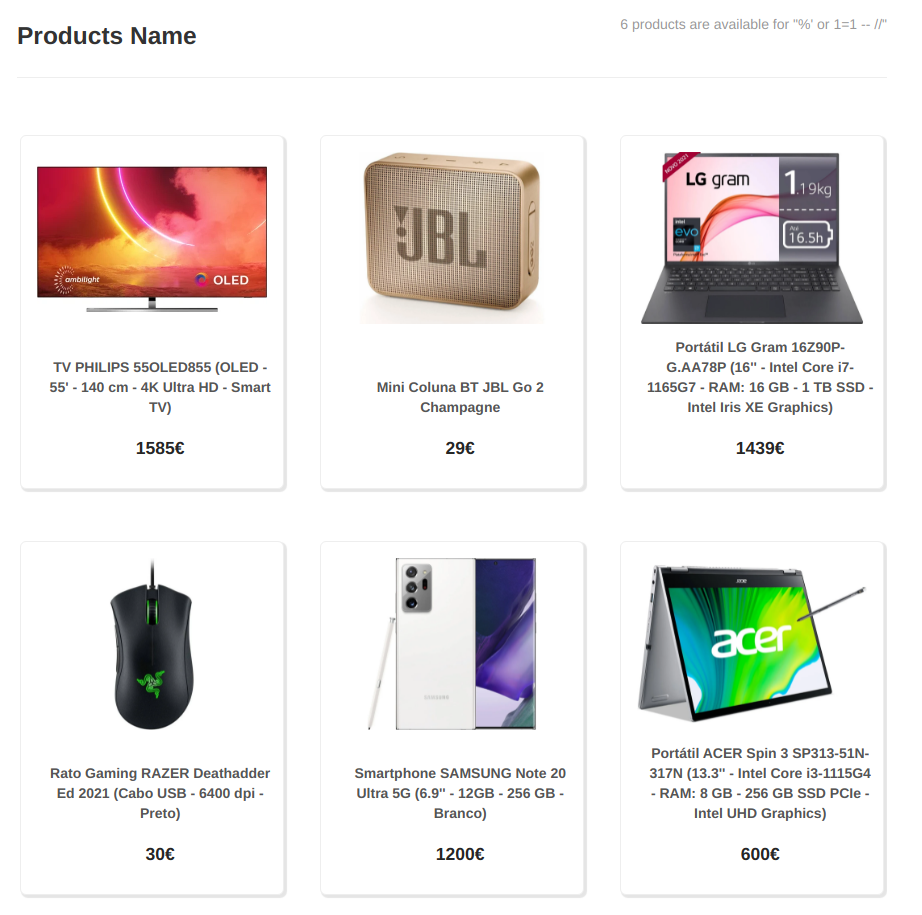 Products Name
6 products are available for "%' or 1=1 -- //"
ambilight
OLED
TV PHILIPS 55OLED855 (OLED -
55' - 140 cm - 4K Ultra HD - Smart
TV)
1585€
JBL
Mini Coluna BT JBL Go 2
Champagne
29€
NOVO 2021
LG gram
1.19kg
intel
evo
Até
16.5h
Portátil LG Gram 16Z90P-
G.AA78P (16'' - Intel Core i7-
1165G7 - RAM: 16 GB - 1 TB SSD -
Intel Iris XE Graphics)
1439€
Rato Gaming RAZER Deathadder
Ed 2021 (Cabo USB - 6400 dpi -
Preto)
30€
SAMSUNG
Smartphone SAMSUNG Note 20
Ultra 5G (6.9'' - 12GB - 256 GB -
Branco)
1200€
acer
acer
Portátil ACER Spin 3 SP313-51N-
317N (13.3'' - Intel Core i3-1115G4
- RAM: 8 GB - 256 GB SSD PCIe -
Intel UHD Graphics)
600€